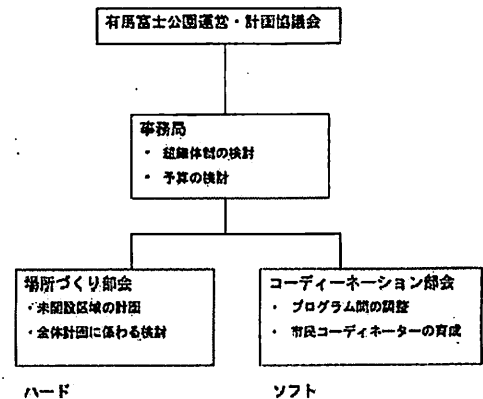 有馬富士公園運営・計画協議会
事務局
・ 組織体制の検討
・ 予算の検討
場所づくり部会
・未開設区域の計画
・全体計画に係わる検討
コーディーネーション部会
・ プログラム間の調整
・ 市民コーディネーターの育成
ハード
ソフト